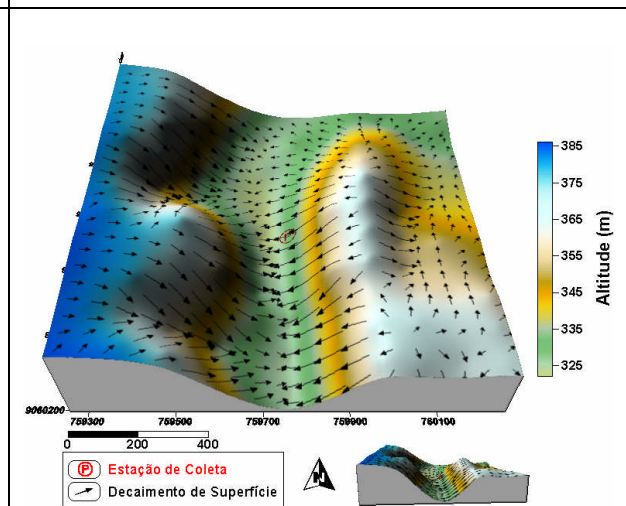 385
375
365
355
345
335
325
Altitude (m)
9060200
759300 759500 759700 759900 760100
0 200 400
P Estação de Coleta
Decaimento de Superfície
N
P